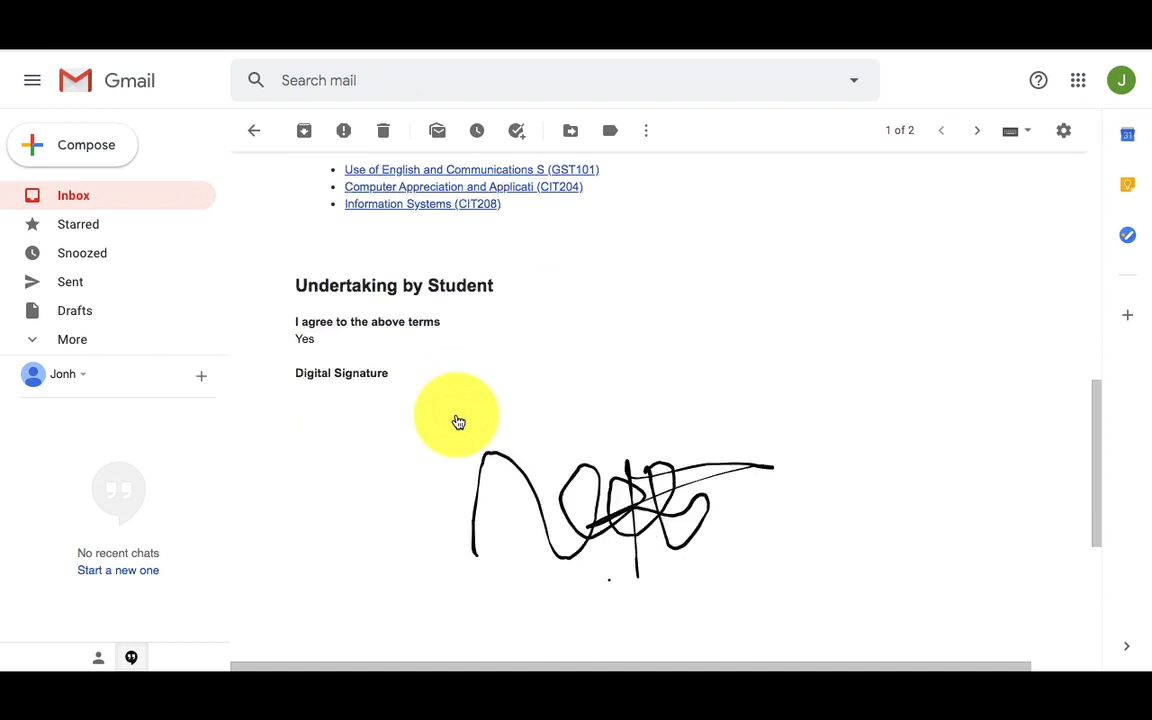 Gmail
Search mail
J
Compose
1 of 2
31
Inbox
Starred
Snoozed
Sent
Drafts
More
Jonh
No recent chats
Start a new one
Use of English and Communications S (GST101)
Computer Appreciation and Applicati (CIT204)
Information Systems (CIT208)
Undertaking by Student
I agree to the above terms
Yes
Digital Signature